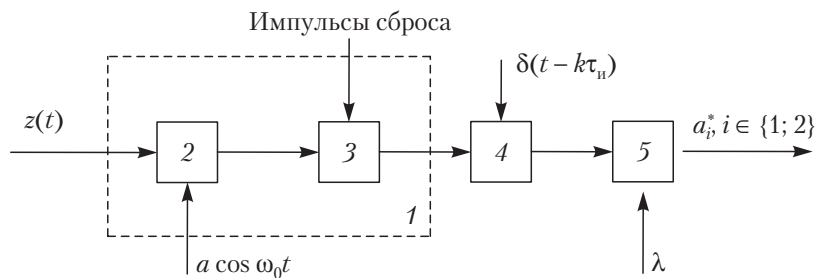 Импульсы сброса
δ(t – kτи)
z(t)
a*i, i ∈ {1; 2}
2
3
4
5
1
a cos ω0t
λ